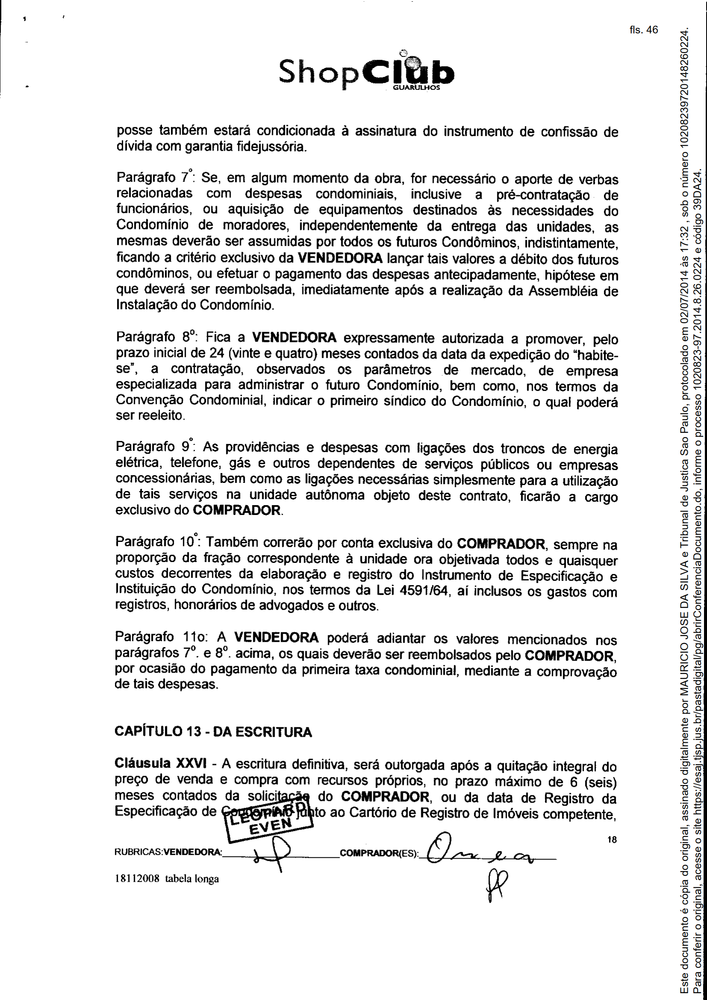 fls. 46
ShopClub
GUARULHOS
posse também estará condicionada à assinatura do instrumento de confissão de
dívida com garantia fidejussória.
Parágrafo 7°: Se, em algum momento da obra, for necessário o aporte de verbas
relacionadas com despesas condominiais, inclusive a pré-contratação de
funcionários, ou aquisição de equipamentos destinados às necessidades do
Condomínio de moradores, independentemente da entrega das unidades, as
mesmas deverão ser assumidas por todos os futuros Condôminos, indistintamente,
ficando a critério exclusivo da VENDEDORA lançar tais valores a débito dos futuros
condôminos, ou efetuar o pagamento das despesas antecipadamente, hipótese em
que deverá ser reembolsada, imediatamente após a realização da Assembléia de
Instalação do Condomínio.
Parágrafo 8º: Fica a VENDEDORA expressamente autorizada a promover, pelo
prazo inicial de 24 (vinte e quatro) meses contados da data da expedição do “habite-
se”, a contratação, observados os parâmetros de mercado, de empresa
especializada para administrar o futuro Condomínio, bem como, nos termos da
Convenção Condominial, indicar o primeiro síndico do Condomínio, o qual poderá
ser reeleito.
Parágrafo 9°: As providências e despesas com ligações dos troncos de energia
elétrica, telefone, gás e outros dependentes de serviços públicos ou empresas
concessionárias, bem como as ligações necessárias simplesmente para a utilização
de tais serviços na unidade autônoma objeto deste contrato, ficarão a cargo
exclusivo do COMPRADOR.
Parágrafo 10°: Também correrão por conta exclusiva do COMPRADOR, sempre na
proporção da fração correspondente à unidade ora objetivada todos e quaisquer
custos decorrentes da elaboração e registro do Instrumento de Especificação e
Instituição do Condomínio, nos termos da Lei 4591/64, aí inclusos os gastos com
registros, honorários de advogados e outros.
Parágrafo 11o: A VENDEDORA poderá adiantar os valores mencionados nos
parágrafos 7º. e 8º. acima, os quais deverão ser reembolsados pelo COMPRADOR,
por ocasião do pagamento da primeira taxa condominial, mediante a comprovação
de tais despesas.
CAPÍTULO 13 - DA ESCRITURA
Cláusula XXVI - A escritura definitiva, será outorgada após a quitação integral do
preço de venda e compra com recursos próprios, no prazo máximo de 6 (seis)
meses contados da solicitação do COMPRADOR, ou da data de Registro da
Especificação de Condomínio junto ao Cartório de Registro de Imóveis competente,
LEOPARD
EVEN
18
RUBRICAS:VENDEDORA: COMPRADOR(ES):
18112008 tabela longa
Este documento é cópia do original, assinado digitalmente por MAURICIO JOSE DA SILVA e Tribunal de Justica Sao Paulo, protocolado em 02/07/2014 às 17:32 , sob o número 10208239720148260224.
Para conferir o original, acesse o site https://esaj.tjsp.jus.br/pastadigital/pg/abrirConferenciaDocumento.do, informe o processo 1020823-97.2014.8.26.0224 e código 39DA24.